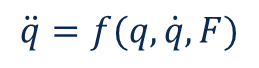 q̈ = f(q, q̇, F)